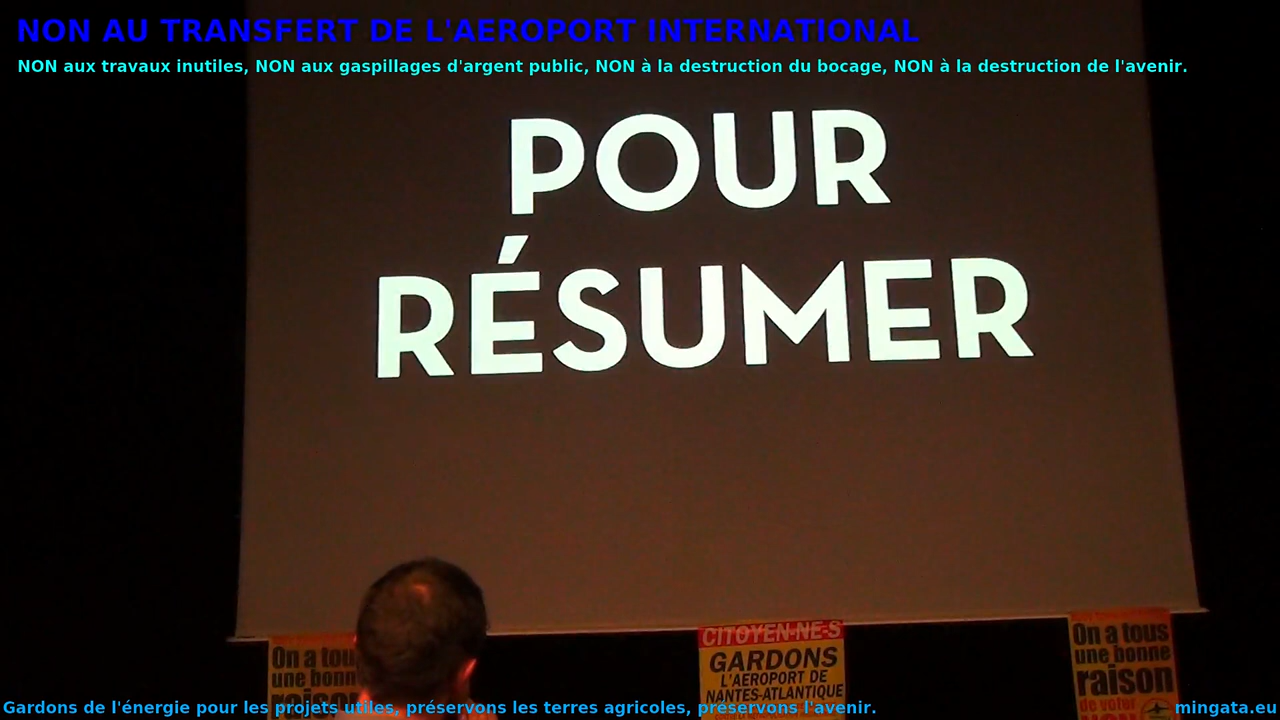 NON AU TRANSFERT DE L'AEROPORT INTERNATIONAL
NON aux travaux inutiles, NON aux gaspillages d'argent public, NON à la destruction du bocage, NON à la destruction de l'avenir.
POUR
RÉSUMER
On a tou
une bonn
raison
CITOYEN-NE-S
GARDONS
L'AEROPORT DE
NANTES-ATLANTIQUE
On a tous
une bonne
raison
de voter
Gardons de l'énergie pour les projets utiles, préservons les terres agricoles, préservons l'avenir.
mingata.eu